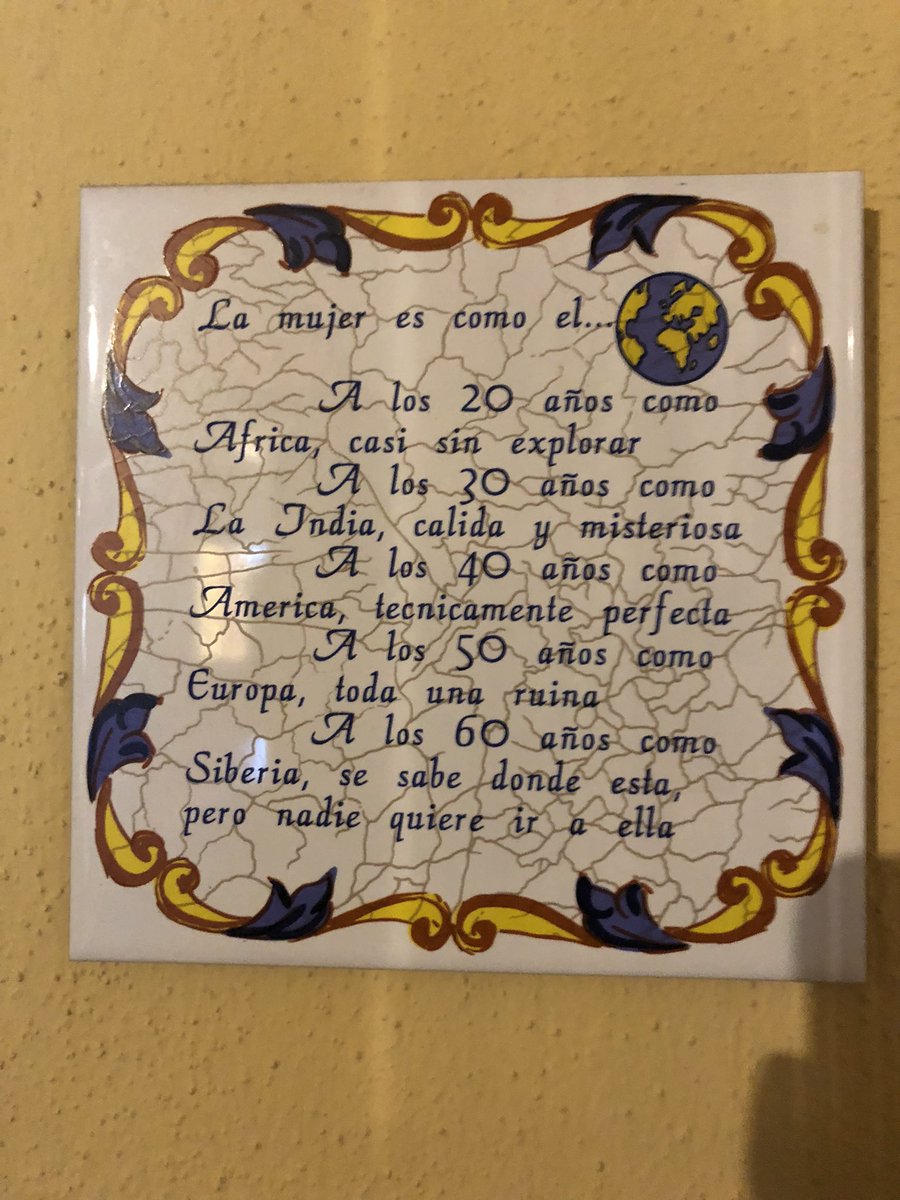 La mujer es como el...
A los 20 años como
Africa, casi sin explorar
A los 30 años como
La India, calida y misteriosa
A los 40 años como
America, tecnicamente perfecta
A los 50 años como
Europa, toda una ruina
A los 60 años como
Siberia, se sabe donde esta,
pero nadie quiere ir a ella